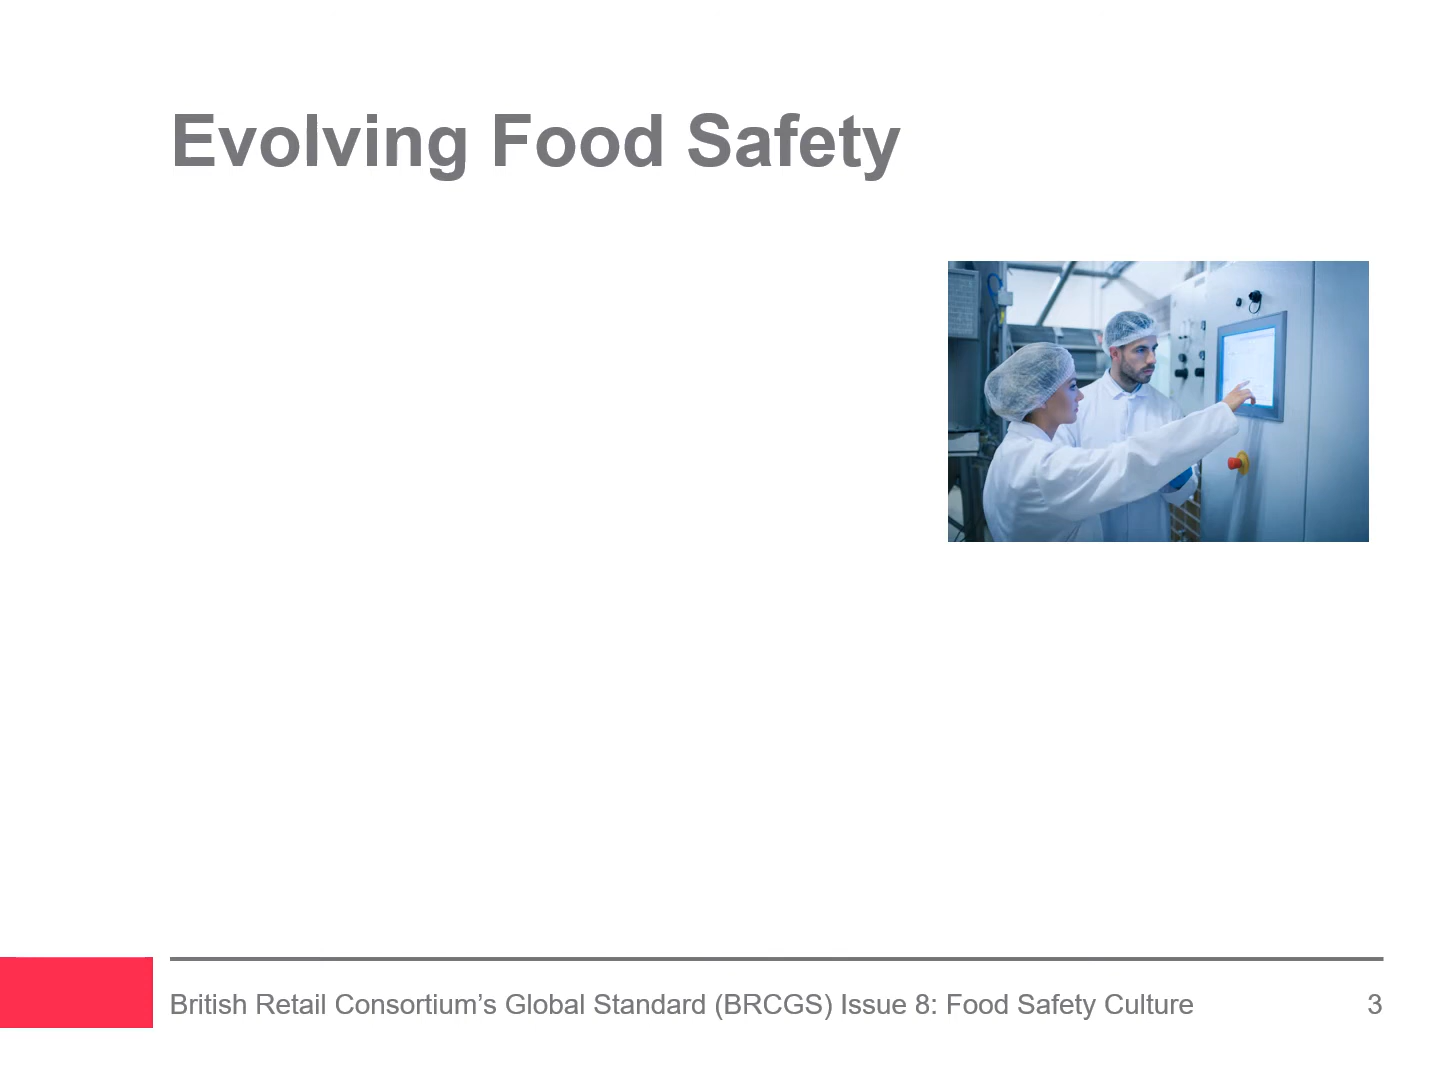 Evolving Food Safety
British Retail Consortium’s Global Standard (BRCGS) Issue 8: Food Safety Culture
3